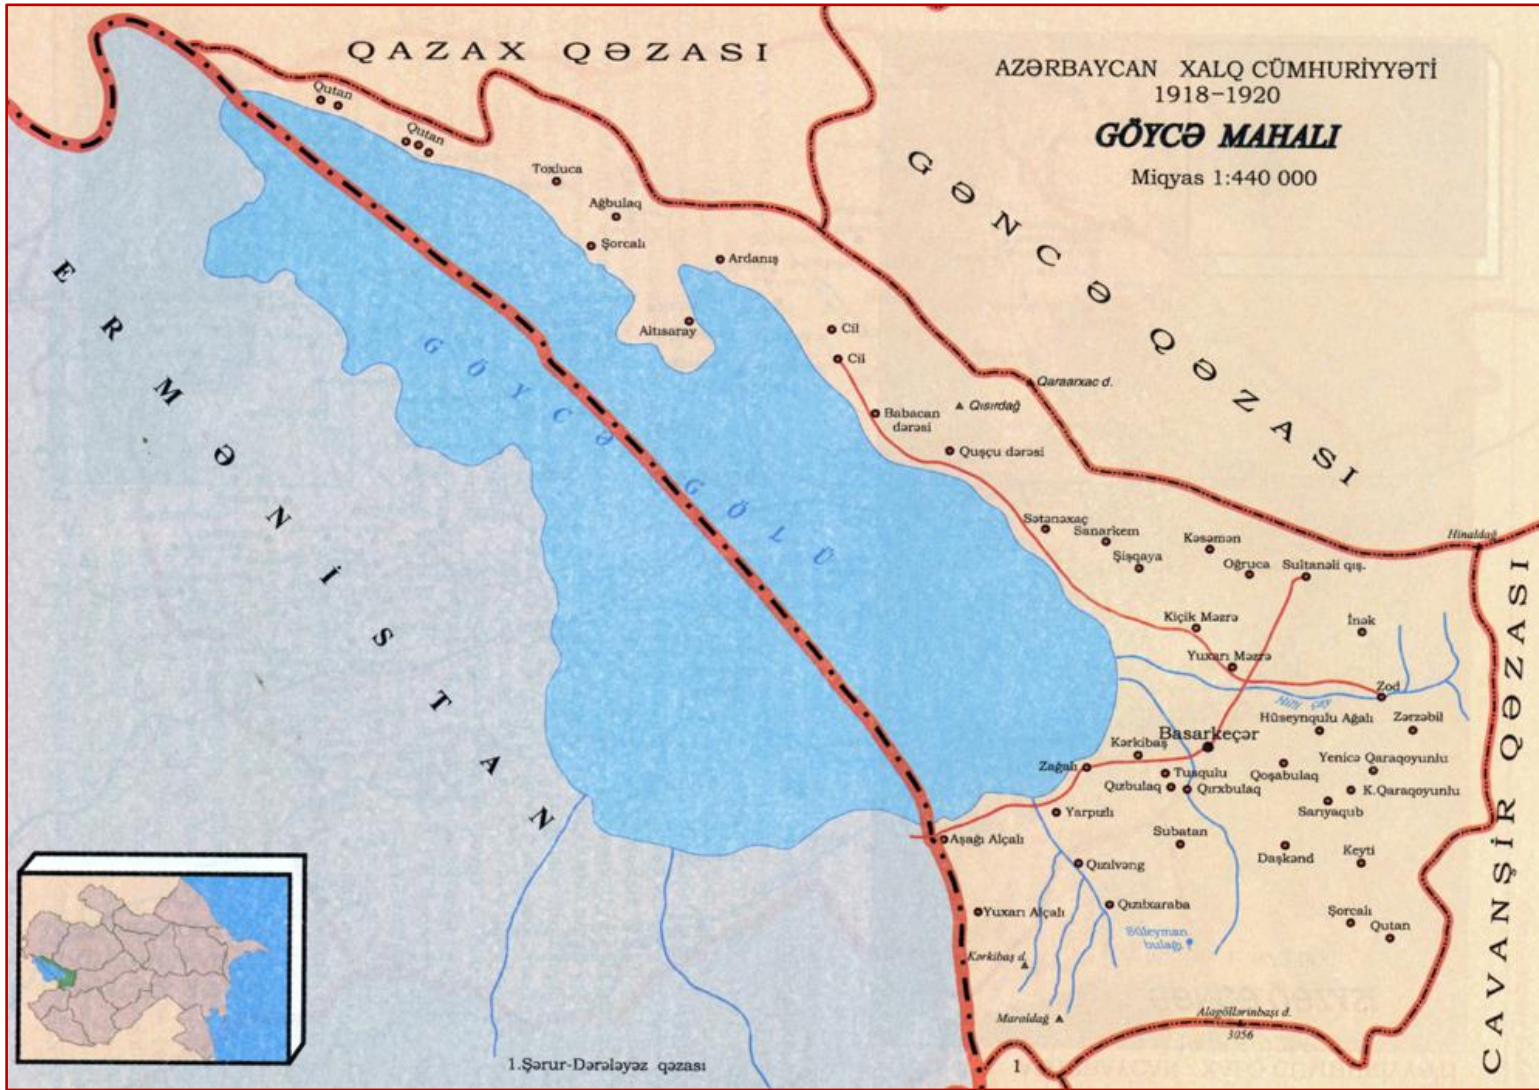 QAZAX QƏZASI
AZƏRBAYCAN XALQ CÜMHURİYYƏTİ
1918–1920
GÖYCƏ MAHALI
Miqyas 1:440 000
GƏNCƏ QƏZASI
ERMƏNİSTAN
GÖYCƏ GÖLÜ
CAVANŞİR QƏZASI
Qutan
Qutan
Toxluca
Ağbulaq
Şorcalı
Ardanış
Altısaray
Cil
Cil
Qaraarxac d.
Qısırdağ
Babacan
dərəsi
Quşçu dərəsi
Sətənəxaç
Sanarkem
Şişqaya
Kəsəmən
Oğruca
Sultanəli qış.
Hinaldağ
Kiçik Məzrə
İnək
Yuxarı Məzrə
Zod
Hüseynqulu Ağalı
Zərzəbil
Basarkeçər
Kərkibaş
Zağalı
Tusqulu
Qoşabulaq
Yenicə Qaraqoyunlu
Qızbulaq
Qırxbulaq
K.Qaraqoyunlu
Sarıyaqub
Yarpızlı
Subatan
Aşağı Alçalı
Daşkənd
Keyti
Qızılvəng
Yuxarı Alçalı
Qızılxaraba
Şorcalı
Qutan
Süleyman
bulağı
Kərkibaş d.
Maraldağ
Alagöllərinbaşı d.
3056
1.Şərur-Dərələyəz qəzası
1